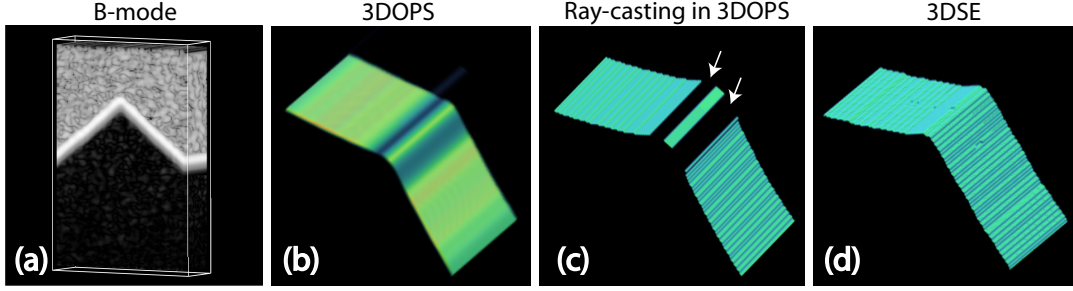 B-mode
3DOPS
Ray-casting in 3DOPS
3DSE
(a)
(b)
(c)
(d)